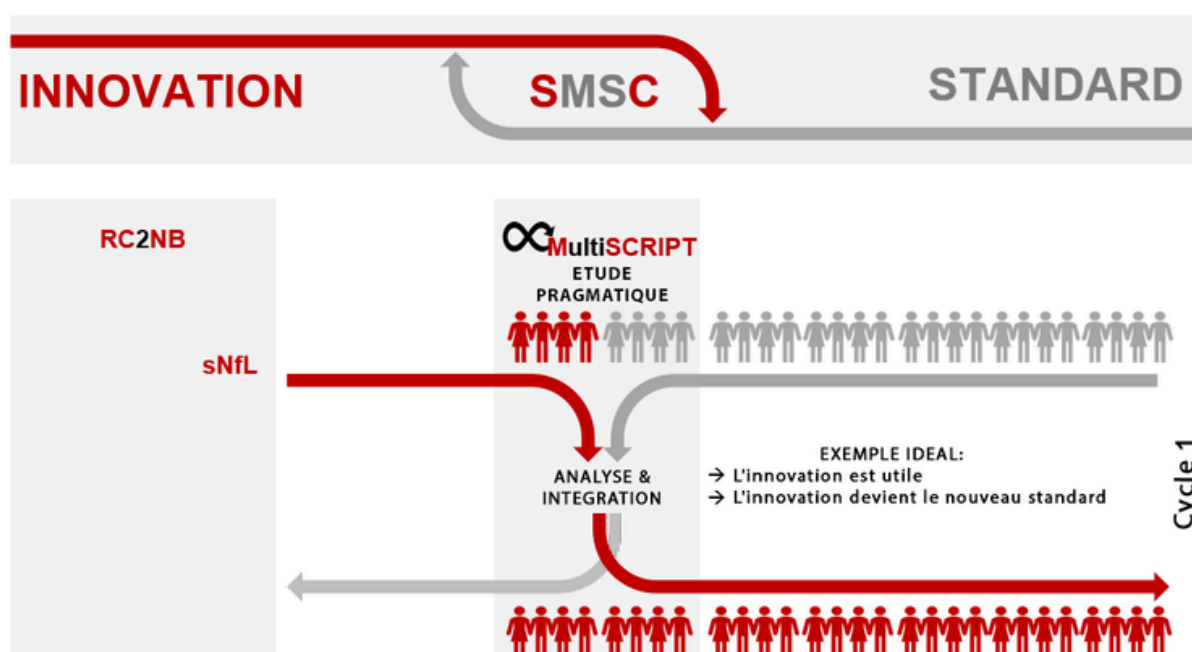 INNOVATION
SMSC
STANDARD
RC2NB
MultiSCRIPT
ETUDE
PRAGMATIQUE
sNfL
ANALYSE &
INTEGRATION
EXEMPLE IDEAL:
→ L'innovation est utile
→ L'innovation devient le nouveau standard
Cycle 1